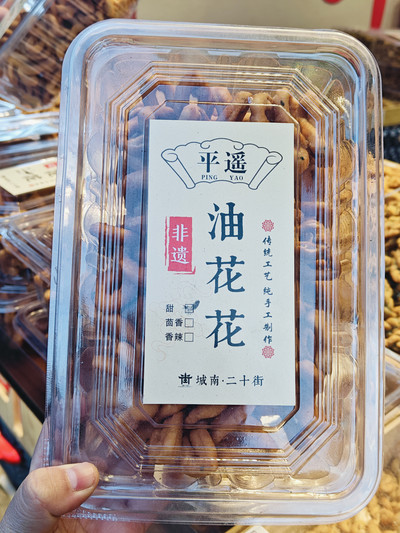 平遥
PING YAO
油花花
非遗
传统工艺 纯手工制作
甜
茴香
香辣
城南·二十街